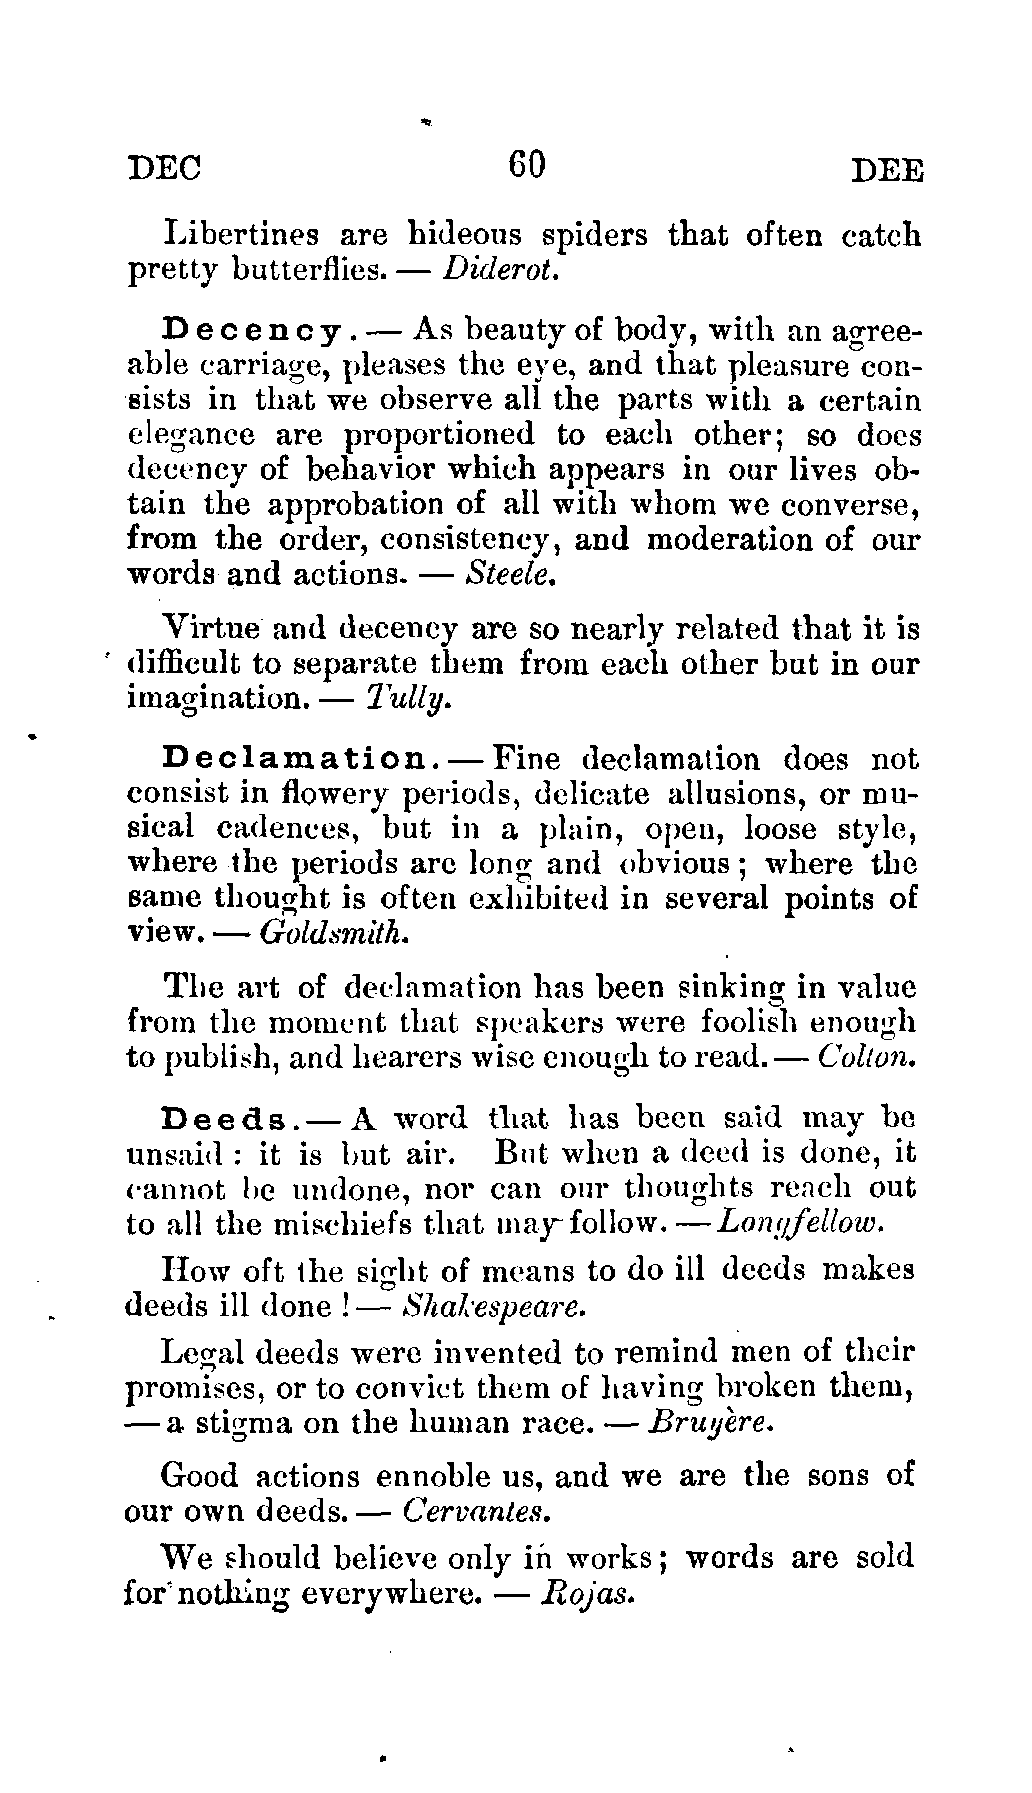 DEC 60 DEE
Libertines are hideous spiders that often catch
pretty butterflies. — Diderot.
Decency. — As beauty of body, with an agree-
able carriage, pleases the eye, and that pleasure con-
sists in that we observe all the parts with a certain
elegance are proportioned to each other; so does
decency of behavior which appears in our lives ob-
tain the approbation of all with whom we converse,
from the order, consistency, and moderation of our
words and actions. — Steele.
Virtue and decency are so nearly related that it is
difficult to separate them from each other but in our
imagination. — Tully.
Declamation. — Fine declamation does not
consist in flowery periods, delicate allusions, or mu-
sical cadences, but in a plain, open, loose style,
where the periods are long and obvious; where the
same thought is often exhibited in several points of
view. — Goldsmith.
The art of declamation has been sinking in value
from the moment that speakers were foolish enough
to publish, and hearers wise enough to read. — Colton.
Deeds. — A word that has been said may be
unsaid : it is but air. But when a deed is done, it
cannot be undone, nor can our thoughts reach out
to all the mischiefs that may follow. — Longfellow.
How oft the sight of means to do ill deeds makes
deeds ill done ! — Shakespeare.
Legal deeds were invented to remind men of their
promises, or to convict them of having broken them,
— a stigma on the human race. — Bruyère.
Good actions ennoble us, and we are the sons of
our own deeds. — Cervantes.
We should believe only in works; words are sold
for nothing everywhere. — Rojas.